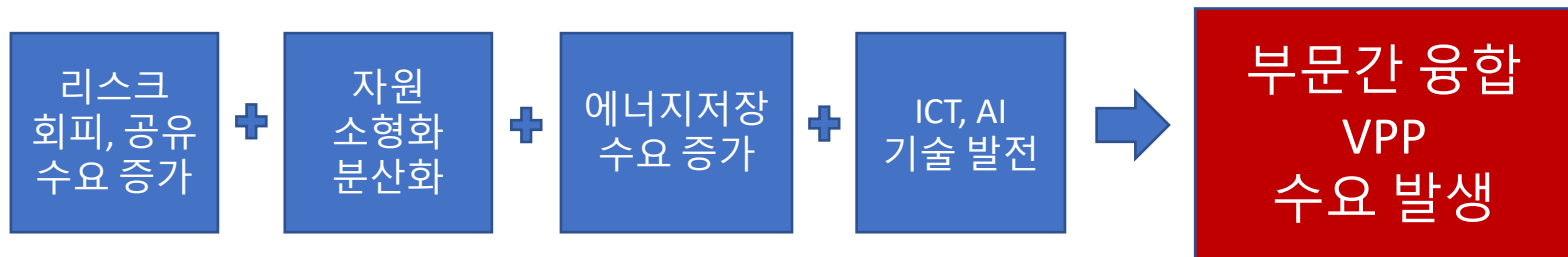 리스크
회피, 공유
수요 증가
자원
소형화
분산화
에너지저장
수요 증가
ICT, AI
기술 발전
부문간 융합
VPP
수요 발생